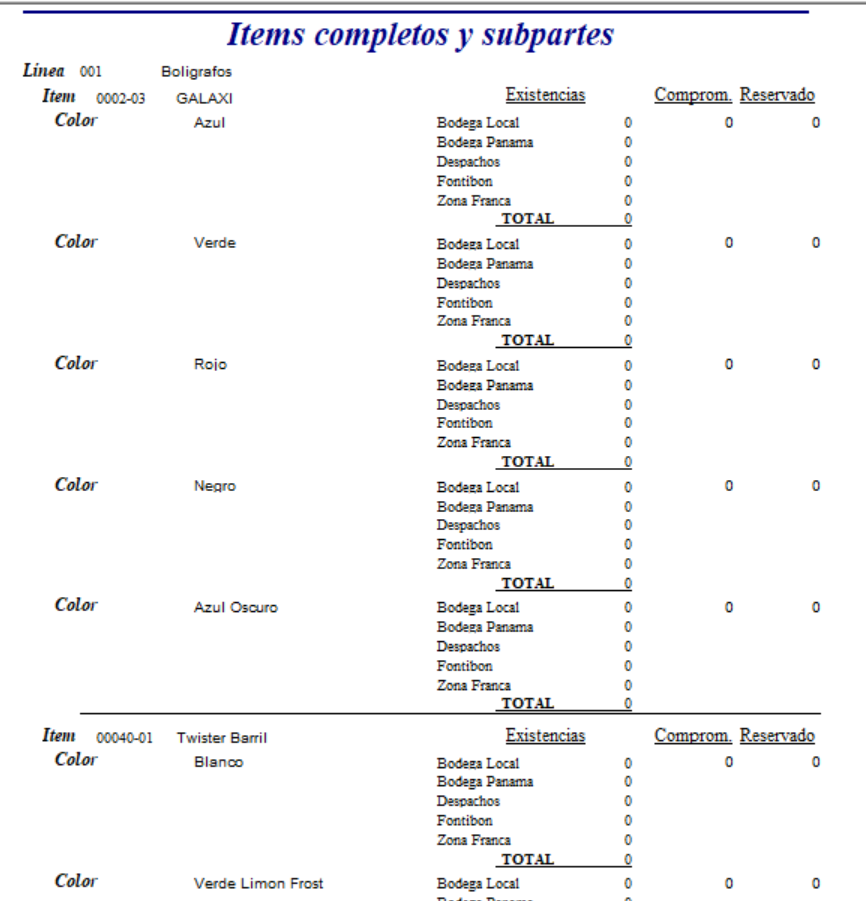 Items completos y subpartes
Línea 001 Boligrafos
Item 0002-03 GALAXI Existencias Comprom. Reservado
Color Azul Bodega Local 0 0 0
Bodega Panama 0
Despachos 0
Fontibon 0
Zona Franca 0
TOTAL 0
Color Verde Bodega Local 0 0 0
Bodega Panama 0
Despachos 0
Fontibon 0
Zona Franca 0
TOTAL 0
Color Rojo Bodega Local 0 0 0
Bodega Panama 0
Despachos 0
Fontibon 0
Zona Franca 0
TOTAL 0
Color Negro Bodega Local 0 0 0
Bodega Panama 0
Despachos 0
Fontibon 0
Zona Franca 0
TOTAL 0
Color Azul Oscuro Bodega Local 0 0 0
Bodega Panama 0
Despachos 0
Fontibon 0
Zona Franca 0
TOTAL 0
Item 00040-01 Twister Barril Existencias Comprom. Reservado
Color Blanco Bodega Local 0 0 0
Bodega Panama 0
Despachos 0
Fontibon 0
Zona Franca 0
TOTAL 0
Color Verde Limon Frost Bodega Local 0 0 0
Bodega Panama 0